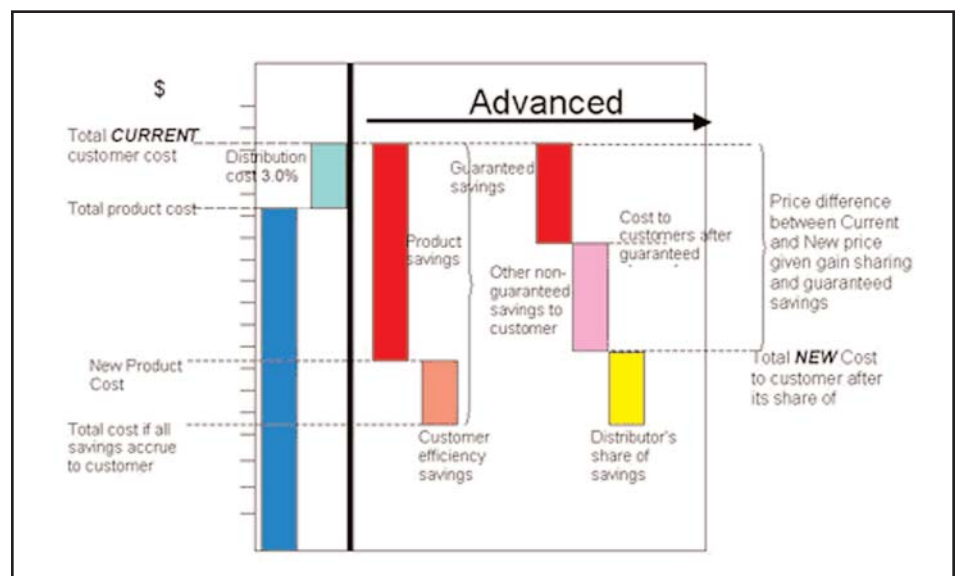 $
Advanced
Total CURRENT
customer cost
Distribution
cost 3.0%
Total product cost
Guaranteed
savings
Product
savings
Cost to
customers after
guaranteed
Other non-
guaranteed
savings to
customer
Price difference
between Current
and New price
given gain sharing
and guaranteed
savings
New Product
Cost
Total NEW Cost
to customer after
its share of
Total cost if all
savings accrue
to customer
Customer
efficiency
savings
Distributor's
share of
savings